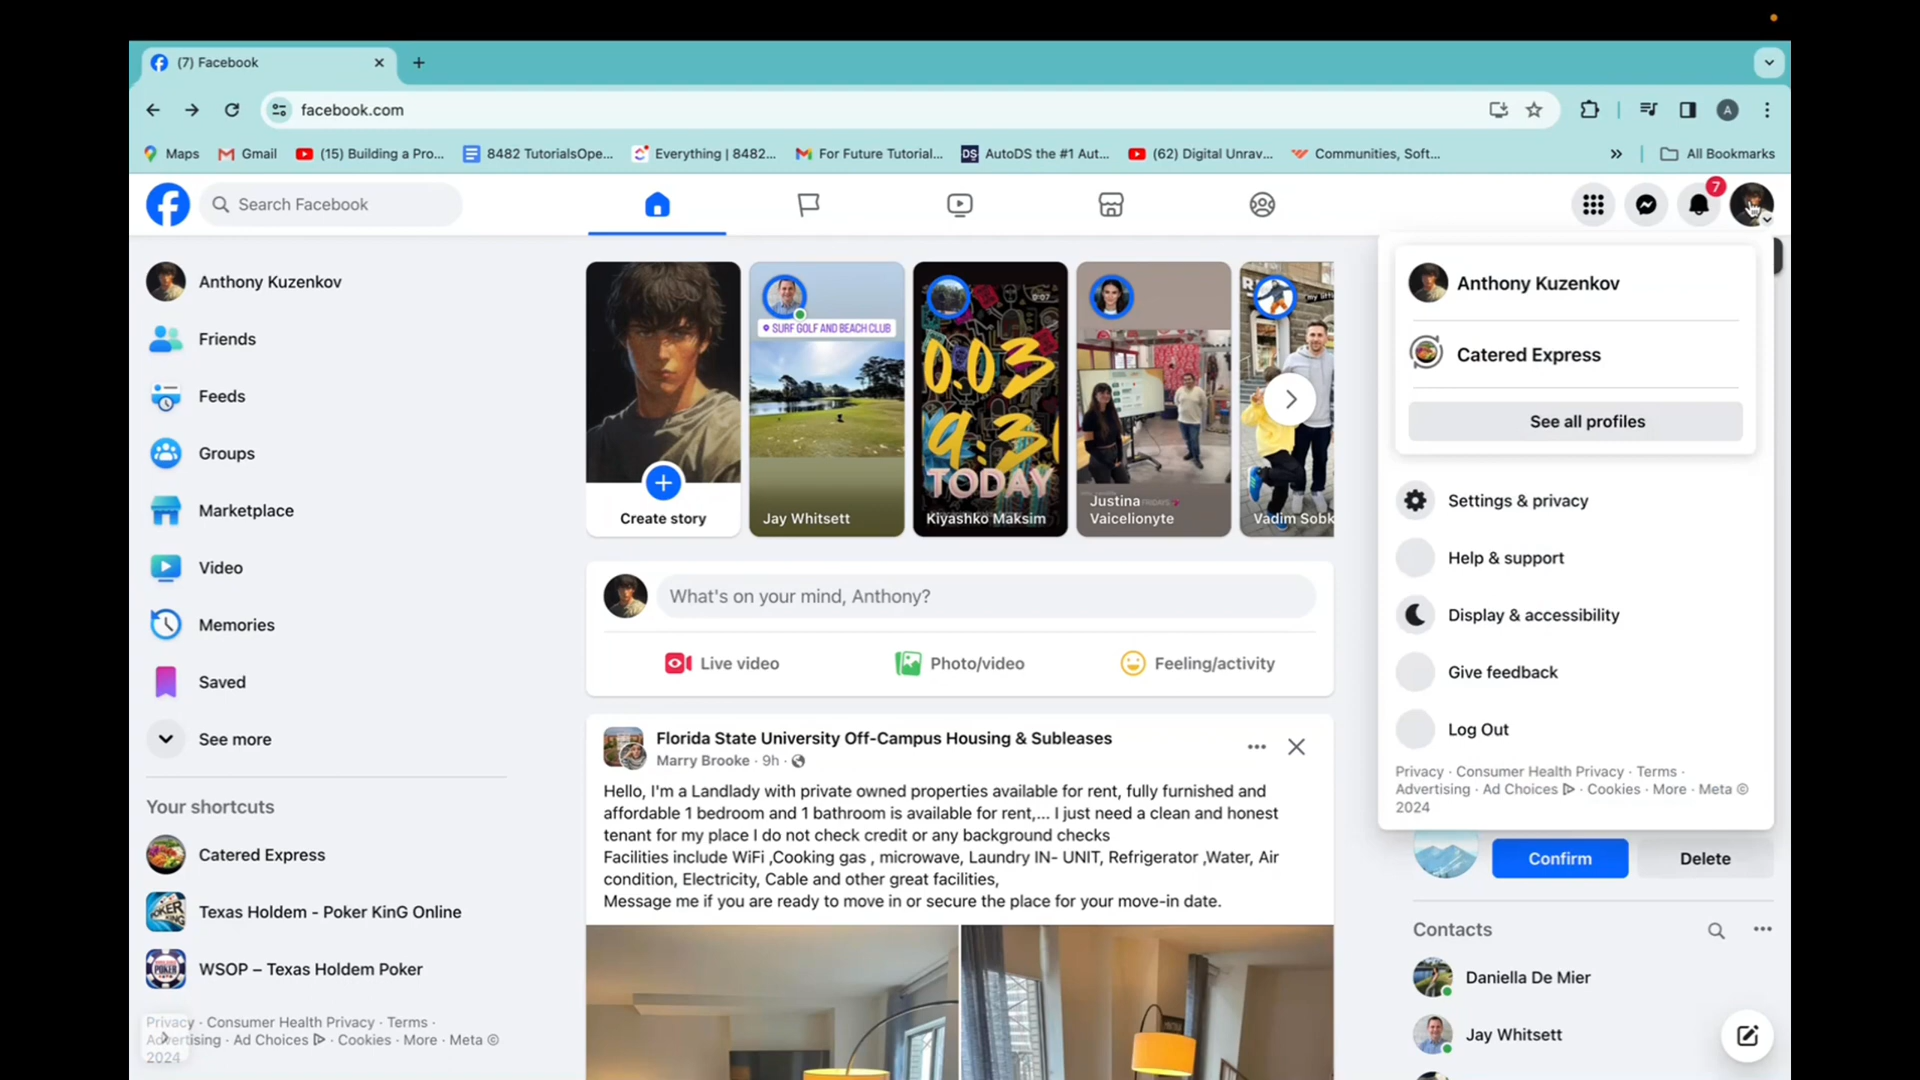 (7) Facebook
facebook.com
Maps
Gmail
(15) Building a Pro...
8482 TutorialsOpe...
Everything | 8482...
For Future Tutorial...
AutoDS the #1 Aut...
(62) Digital Unrav...
Communities, Soft...
All Bookmarks
A
DS
Search Facebook
7
Anthony Kuzenkov
Friends
Feeds
Groups
Marketplace
Video
Memories
Saved
See more
Your shortcuts
Catered Express
Texas Holdem - Poker KinG Online
WSOP – Texas Holdem Poker
Privacy · Consumer Health Privacy · Terms ·
Advertising · Ad Choices · Cookies · More · Meta ©
2024
Create story
SURF GOLF AND BEACH CLUB
Jay Whitsett
0:07
0.03
9:3
TODAY
Kiyashko Maksim
Justina
Vaicelionyte
my
Vadim Sobk
What's on your mind, Anthony?
Live video
Photo/video
Feeling/activity
Florida State University Off-Campus Housing & Subleases
Marry Brooke · 9h ·
Hello, I'm a Landlady with private owned properties available for rent, fully furnished and
affordable 1 bedroom and 1 bathroom is available for rent,... I just need a clean and honest
tenant for my place I do not check credit or any background checks
Facilities include WiFi ,Cooking gas , microwave, Laundry IN- UNIT, Refrigerator ,Water, Air
condition, Electricity, Cable and other great facilities,
Message me if you are ready to move in or secure the place for your move-in date.
Anthony Kuzenkov
Catered Express
See all profiles
Settings & privacy
Help & support
Display & accessibility
Give feedback
Log Out
Privacy · Consumer Health Privacy · Terms ·
Advertising · Ad Choices · Cookies · More · Meta ©
2024
Confirm
Delete
Contacts
Daniella De Mier
Jay Whitsett